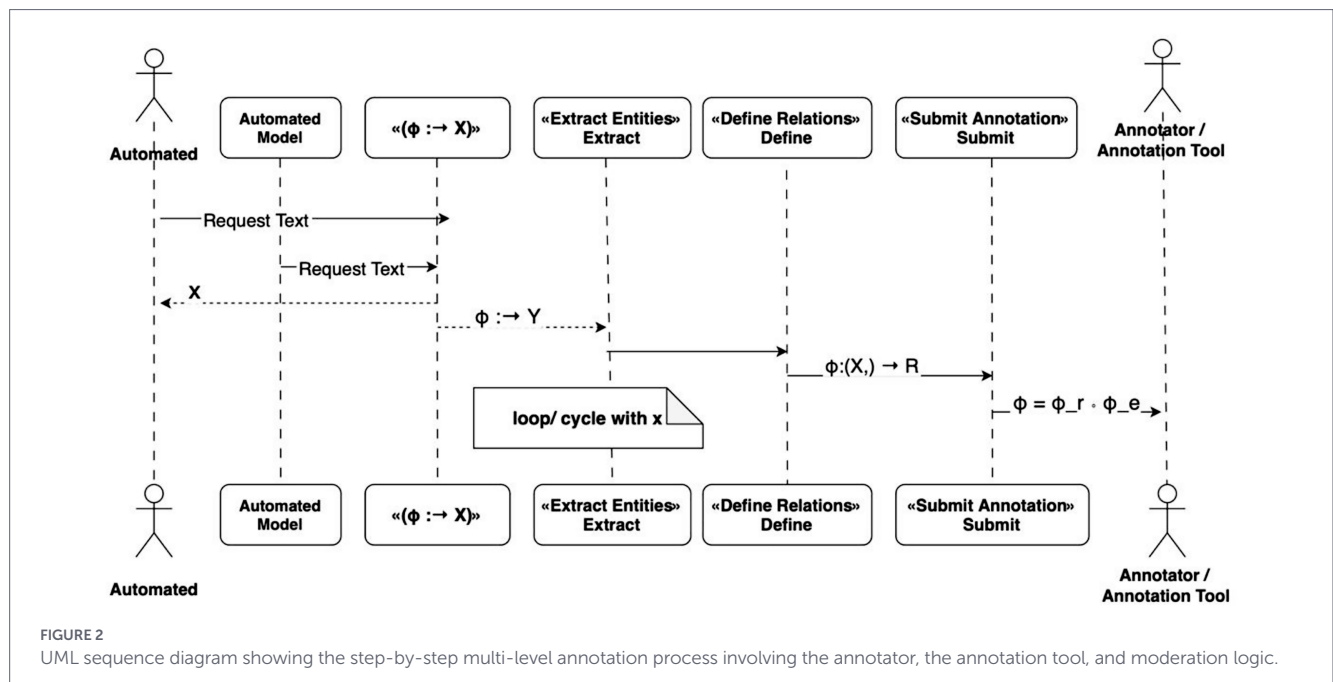 Automated
Automated
Model
«(ϕ :→ X)»
«Extract Entities»
Extract
«Define Relations»
Define
«Submit Annotation»
Submit
Annotator /
Annotation Tool
Request Text
Request Text
X
ϕ :→ Y
ϕ:(X,) → R
ϕ = ϕ_r ∘ ϕ_e
loop/ cycle with x
Automated
Automated
Model
«(ϕ :→ X)»
«Extract Entities»
Extract
«Define Relations»
Define
«Submit Annotation»
Submit
Annotator /
Annotation Tool
FIGURE 2
UML sequence diagram showing the step-by-step multi-level annotation process involving the annotator, the annotation tool, and moderation logic.